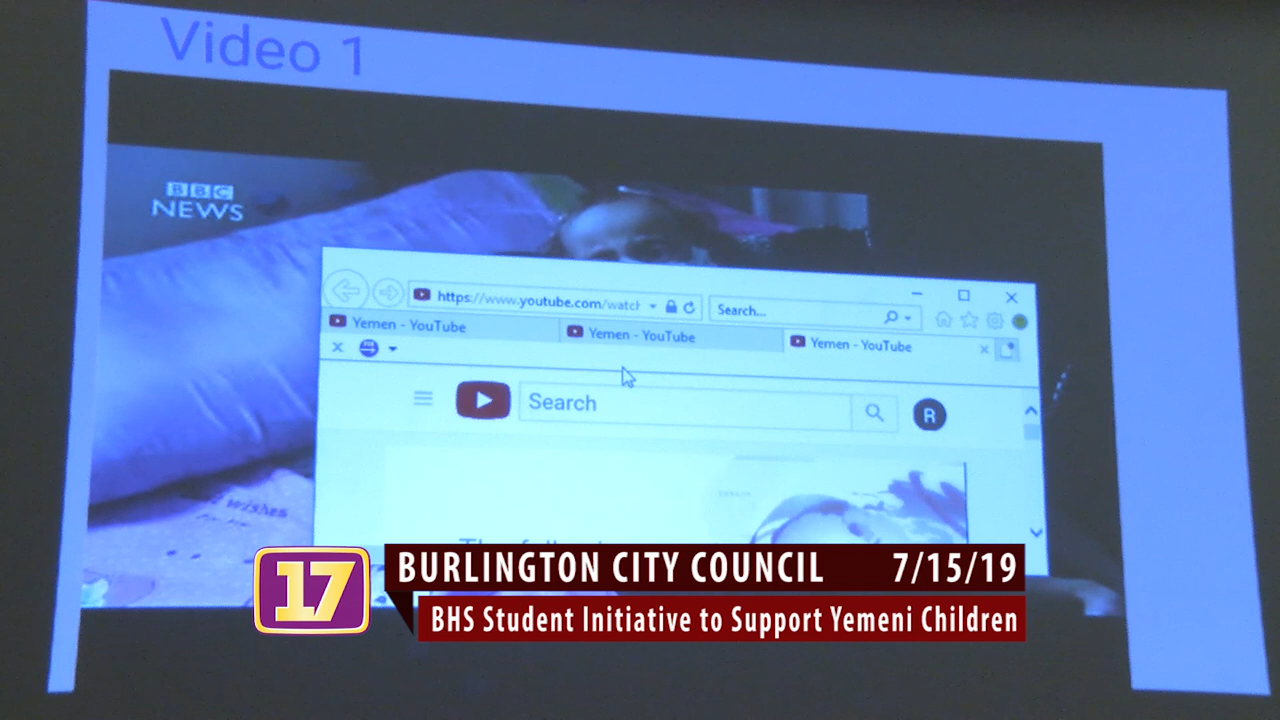 Video 1
BBC
NEWS
https://www.youtube.com/watch
Search...
Yemen - YouTube
Yemen - YouTube
Yemen - YouTube
Search
R
wishes
17
BURLINGTON CITY COUNCIL 7/15/19
BHS Student Initiative to Support Yemeni Children